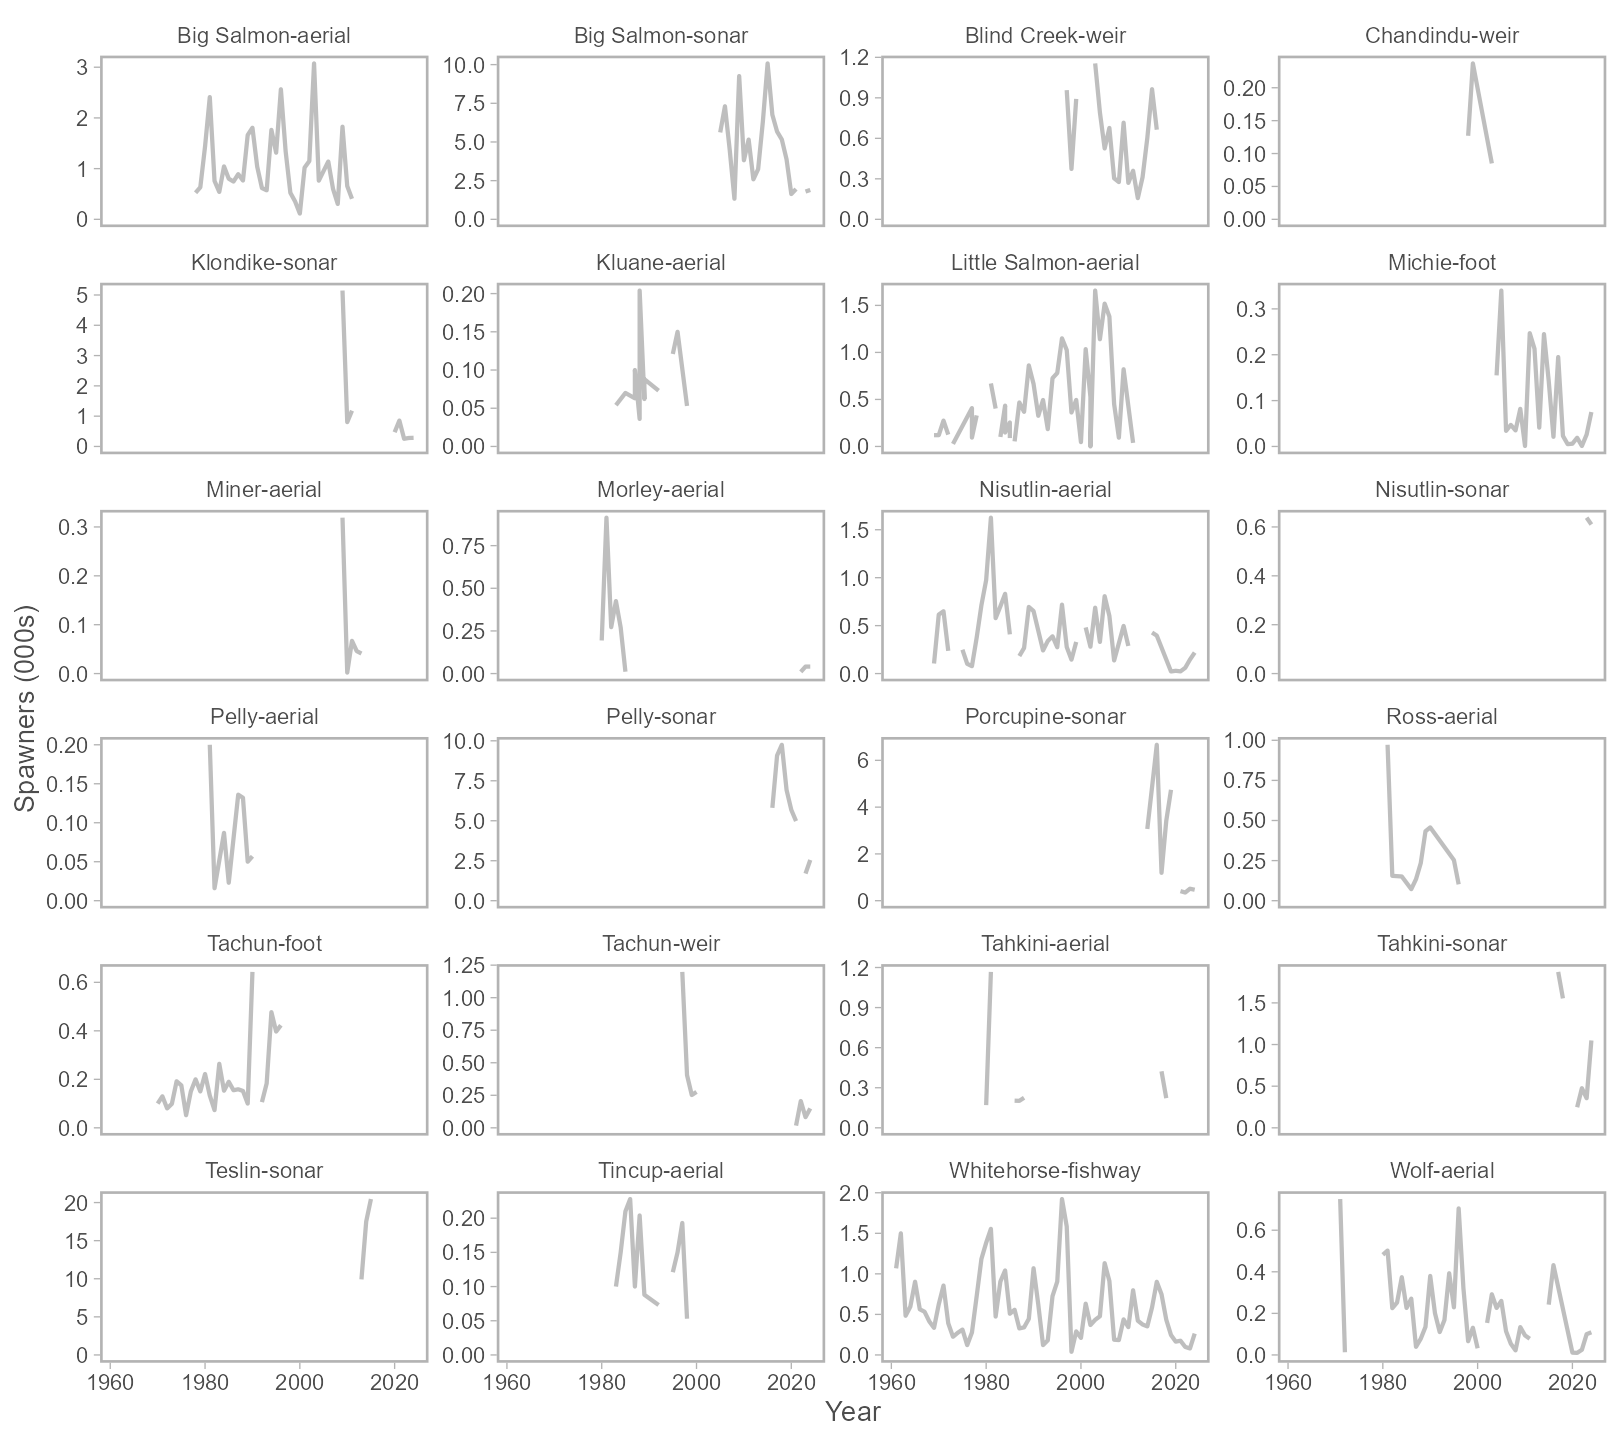 Big Salmon-aerial Big Salmon-sonar Blind Creek-weir Chandindu-weir
3 2 1 0
10.0 7.5 5.0 2.5 0.0
1.2 0.9 0.6 0.3 0.0
0.20 0.15 0.10 0.05 0.00
Klondike-sonar Kluane-aerial Little Salmon-aerial Michie-foot
5 4 3 2 1 0
0.20 0.15 0.10 0.05 0.00
1.5 1.0 0.5 0.0
0.3 0.2 0.1 0.0
Miner-aerial Morley-aerial Nisutlin-aerial Nisutlin-sonar
0.3 0.2 0.1 0.0
0.75 0.50 0.25 0.00
1.5 1.0 0.5 0.0
0.6 0.4 0.2 0.0
Spawners (000s)
Pelly-aerial Pelly-sonar Porcupine-sonar Ross-aerial
0.20 0.15 0.10 0.05 0.00
10.0 7.5 5.0 2.5 0.0
6 4 2 0
1.00 0.75 0.50 0.25 0.00
Tachun-foot Tachun-weir Tahkini-aerial Tahkini-sonar
0.6 0.4 0.2 0.0
1.25 1.00 0.75 0.50 0.25 0.00
1.2 0.9 0.6 0.3 0.0
1.5 1.0 0.5 0.0
Teslin-sonar Tincup-aerial Whitehorse-fishway Wolf-aerial
20 15 10 5 0
0.20 0.15 0.10 0.05 0.00
2.0 1.5 1.0 0.5 0.0
0.6 0.4 0.2 0.0
1960 1980 2000 2020 1960 1980 2000 2020 1960 1980 2000 2020 1960 1980 2000 2020
Year